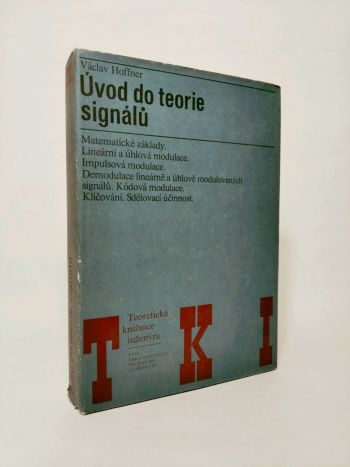 Václav Hoffner
Úvod do teorie
signálů
Matematické základy.
Lineární a úhlová modulace.
Impulsová modulace.
Demodulace lineárně a úhlově modulovaných
signálů. Kódová modulace.
Klíčování. Sdělovací účinnost.
Teoretická
knižnice
inženýra
T K I